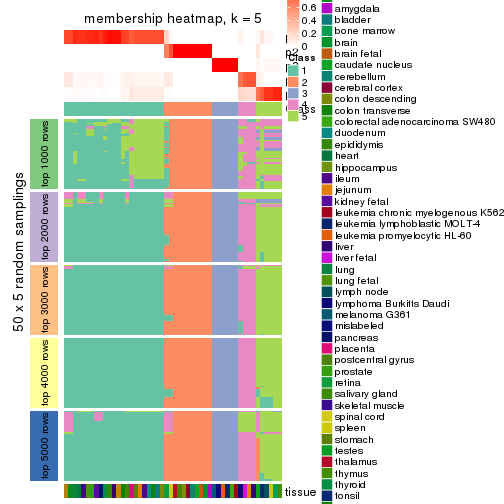 membership heatmap, k = 5
50 x 5 random samplings
top 1000 rows
top 2000 rows
top 3000 rows
top 4000 rows
top 5000 rows
0.6
0.4
0.2
0
Class
1
2
3
4
5
tissue
amygdala
bladder
bone marrow
brain
brain fetal
caudate nucleus
cerebellum
cerebral cortex
colon descending
colon transverse
colorectal adenocarcinoma SW480
duodenum
epididymis
heart
hippocampus
ileum
jejunum
kidney fetal
leukemia chronic myelogenous K562
leukemia lymphoblastic MOLT-4
leukemia promyelocytic HL-60
liver
liver fetal
lung
lung fetal
lymph node
lymphoma Burkitts Daudi
melanoma G361
mislabeled
pancreas
placenta
postcentral gyrus
prostate
retina
salivary gland
skeletal muscle
spinal cord
spleen
stomach
testes
thalamus
thymus
thyroid
tonsil